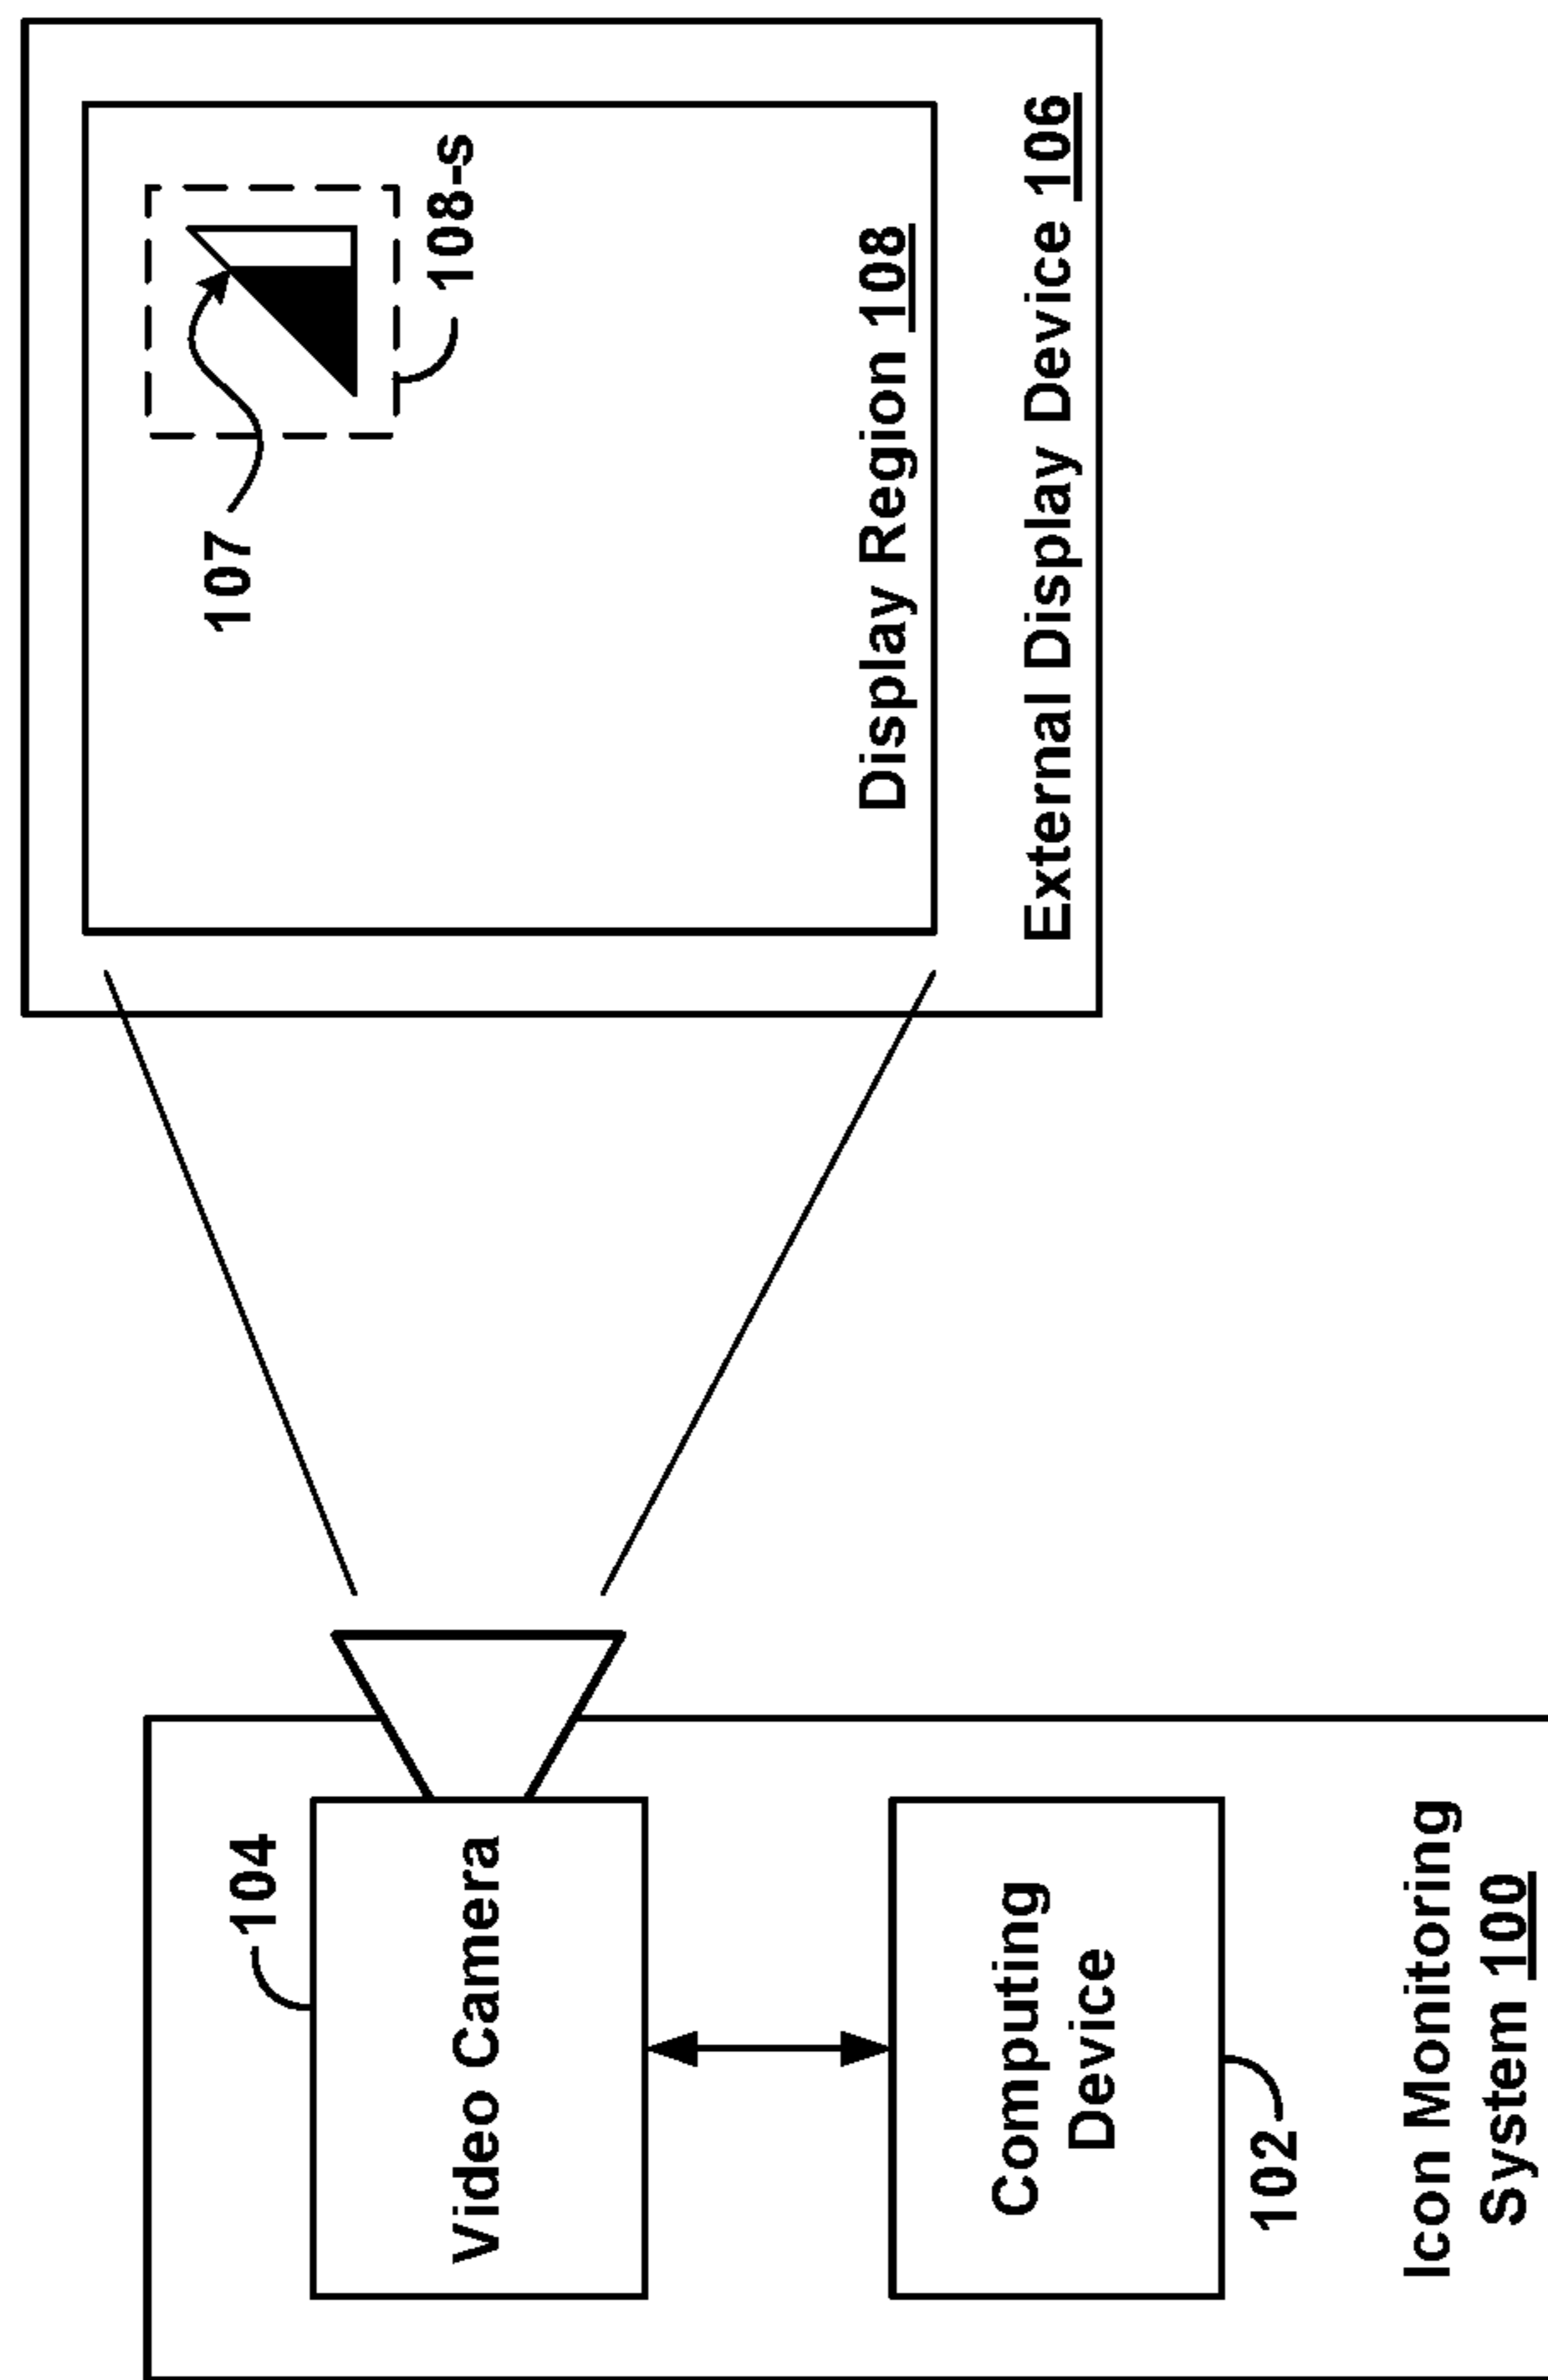 104
Video Camera
Computing
Device
102
Icon Monitoring
System 100
107
108-s
Display Region 108
External Display Device 106